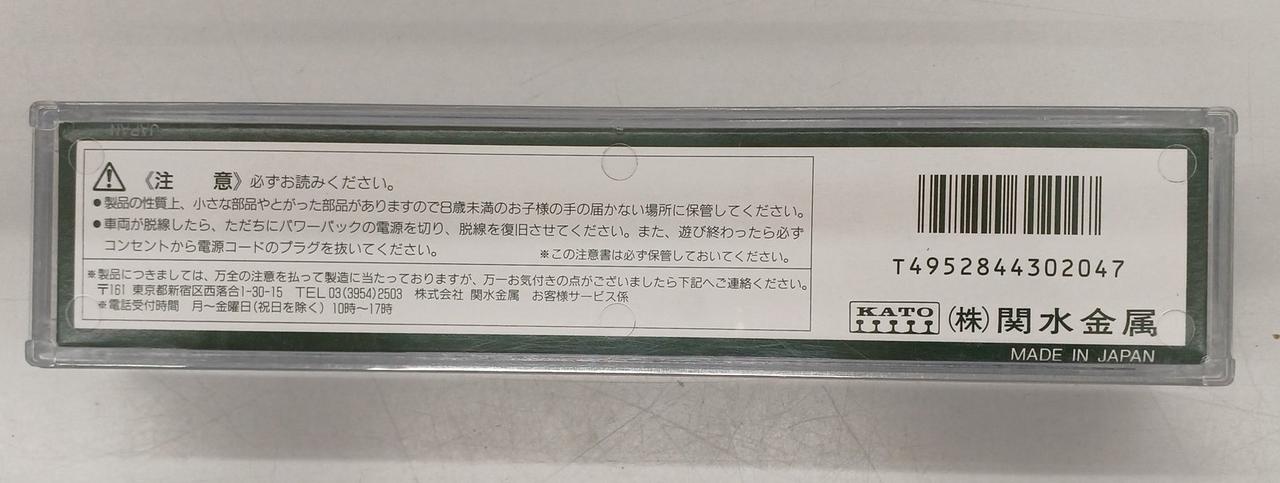 JAPAN
《注　意》必ずお読みください。
●製品の性質上、小さな部品やとがった部品がありますので8歳未満のお子様の手の届かない場所に保管してください。
●車両が脱線したら、ただちにパワーパックの電源を切り、脱線を復旧させてください。また、遊び終わったら必ず
コンセントから電源コードのプラグを抜いてください。
※この注意書は必ず保管しておいてください。
※製品につきましては、万全の注意を払って製造に当たっておりますが、万一お気付きの点がございましたら下記へご連絡ください。
〒161 東京都新宿区西落合1-30-15 TEL 03(3954)2503 株式会社 関水金属 お客様サービス係
※電話受付時間 月〜金曜日(祝日を除く) 10時〜17時
T4952844302047
KATO (株)関水金属
MADE IN JAPAN